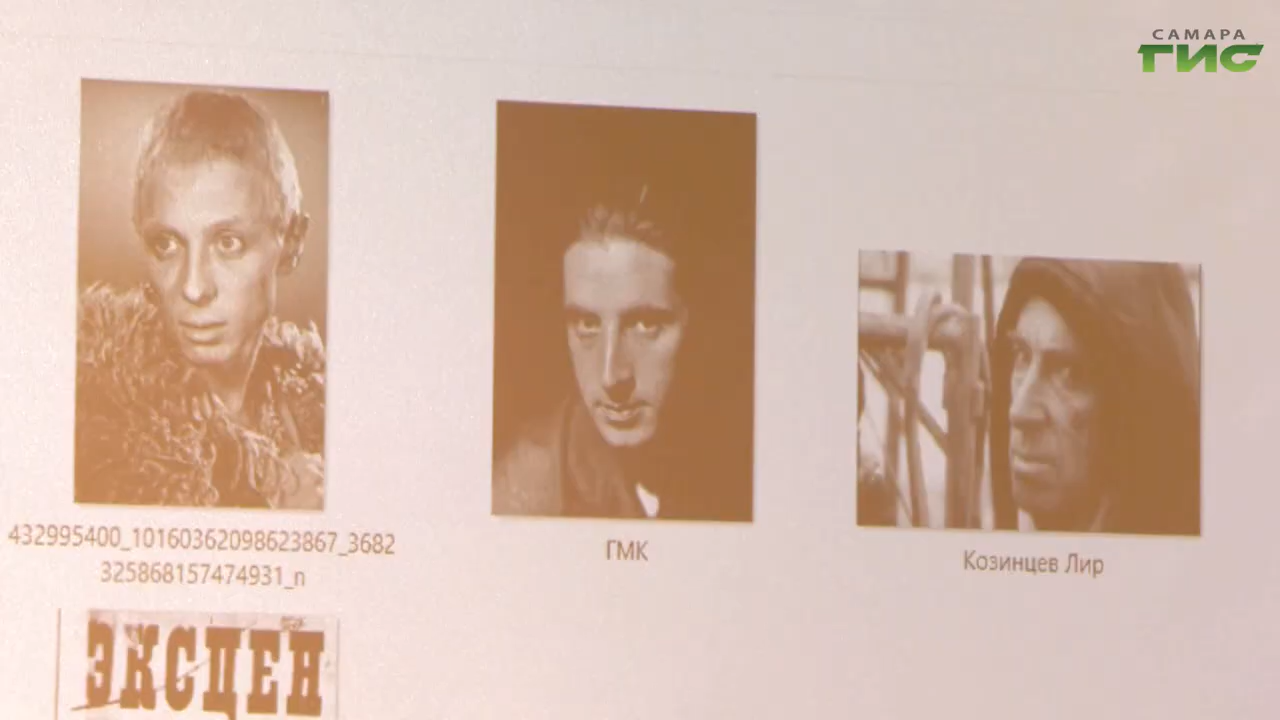 САМАРА
ГИС
432995400_10160362098623867_3682
325868157474931_n
ГМК
Козинцев Лир
ЭКСЦЕН